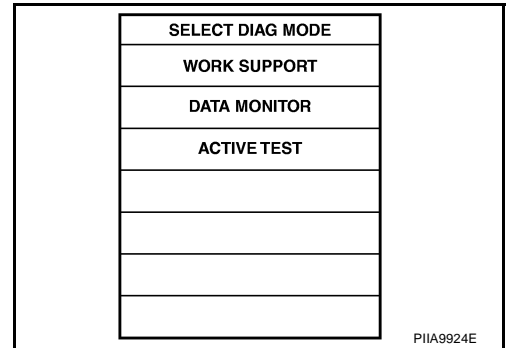 SELECT DIAG MODE
WORK SUPPORT
DATA MONITOR
ACTIVE TEST
PIIA9924E